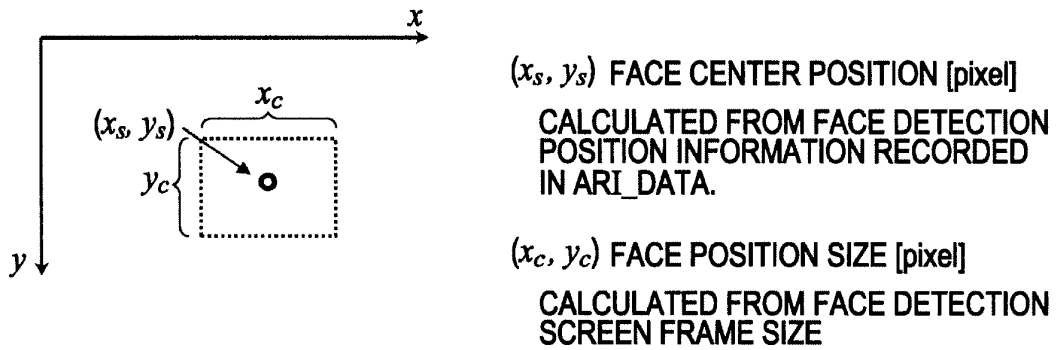 x
(xs, ys) FACE CENTER POSITION [pixel]
CALCULATED FROM FACE DETECTION
POSITION INFORMATION RECORDED
IN ARI_DATA.
xc
(xs, ys)
yc
y
(xc, yc) FACE POSITION SIZE [pixel]
CALCULATED FROM FACE DETECTION
SCREEN FRAME SIZE